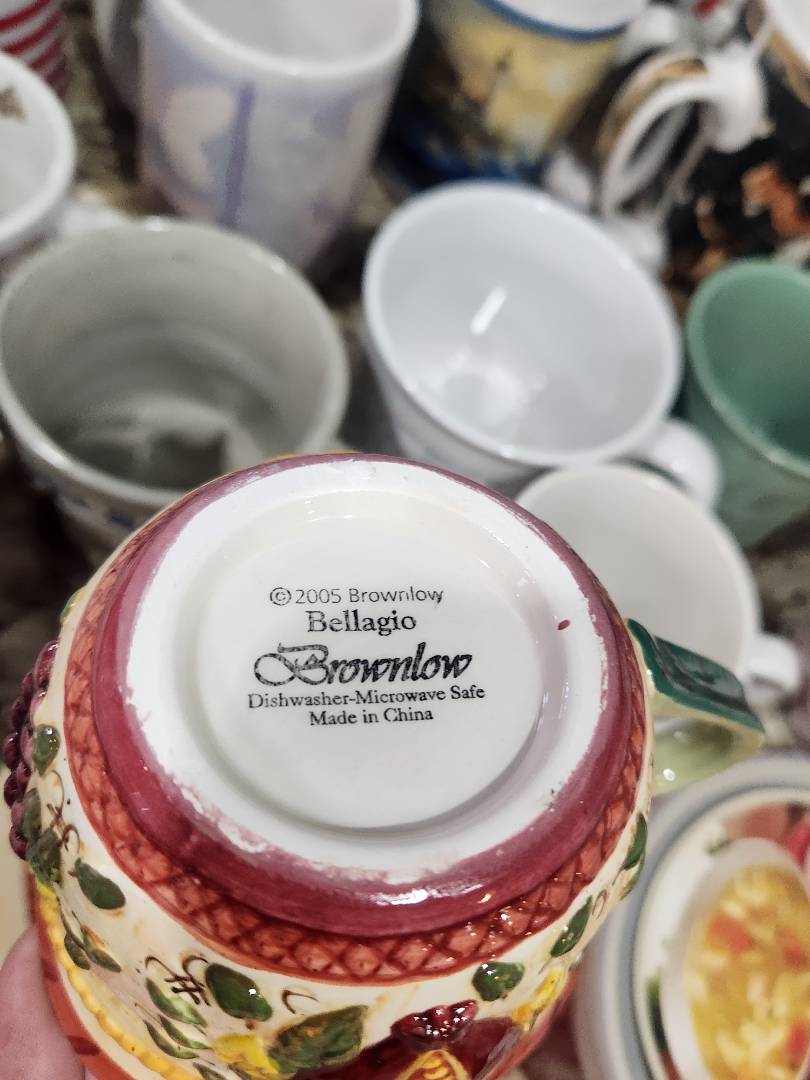 ©2005 Brownlow
Bellagio
Brownlow
Dishwasher-Microwave Safe
Made in China